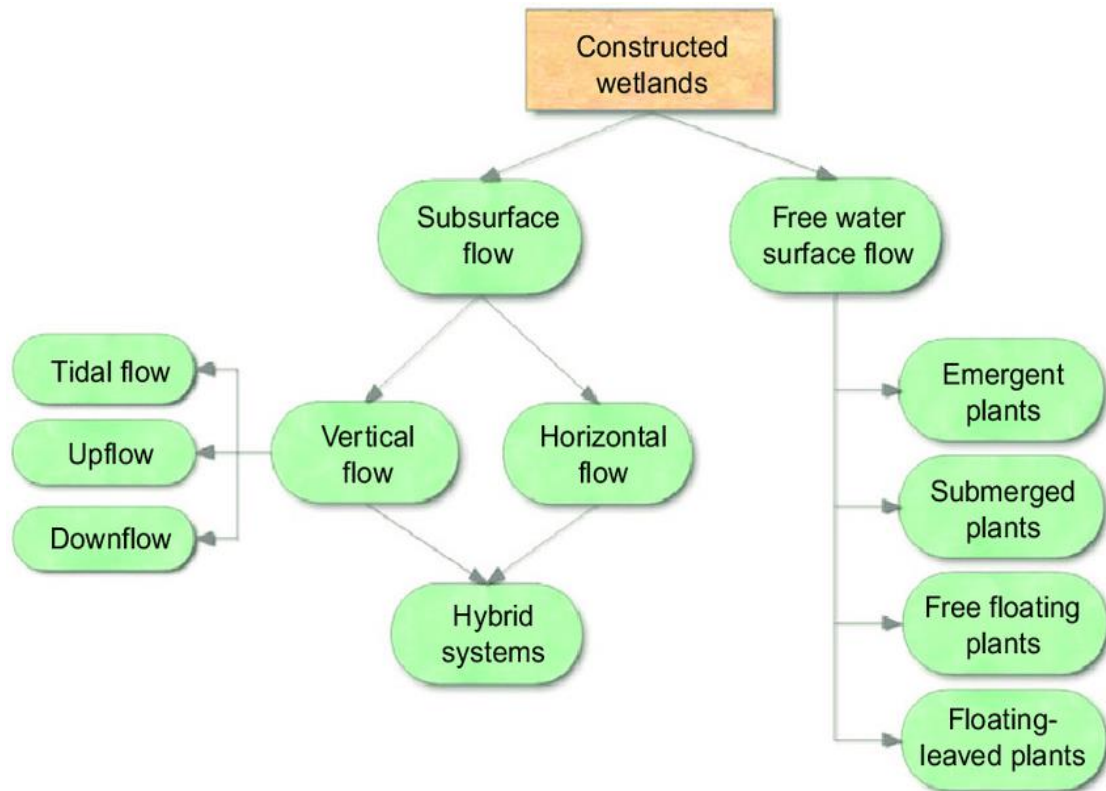 Constructed
wetlands
Subsurface
flow
Free water
surface flow
Tidal flow
Upflow
Downflow
Vertical
flow
Horizontal
flow
Hybrid
systems
Emergent
plants
Submerged
plants
Free floating
plants
Floating-
leaved plants